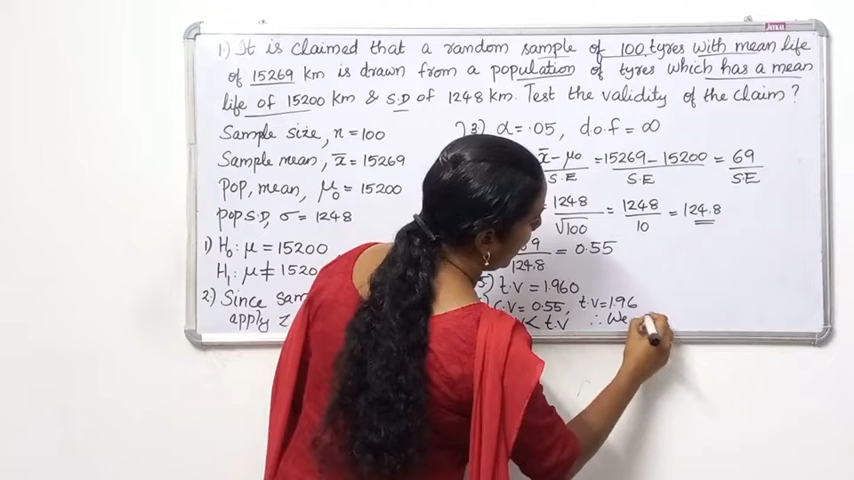 1) It is claimed that a random sample of 100 tyres with mean life
of 15269 km is drawn from a population of tyres which has a mean
life of 15200 km & S.D of 1248 km. Test the validity of the claim?
Sample size, n = 100
Sample mean, x̄ = 15269
Pop, mean, μ₀ = 15200
pop S.D, σ = 1248
1) H₀: μ = 15200
H₁: μ ≠ 1520
2) Since
apply
3) α = .05, d.o.f = ∞
x̄ - μ₀ / S.E = 15269 - 15200 / S.E = 69 / S.E
= 1248 / √100 = 1248 / 10 = 124.8
/ 124.8 = 0.55
5) t.v = 1.960
C.V = 0.55, t.v = 1.96
< t.v ∴ We